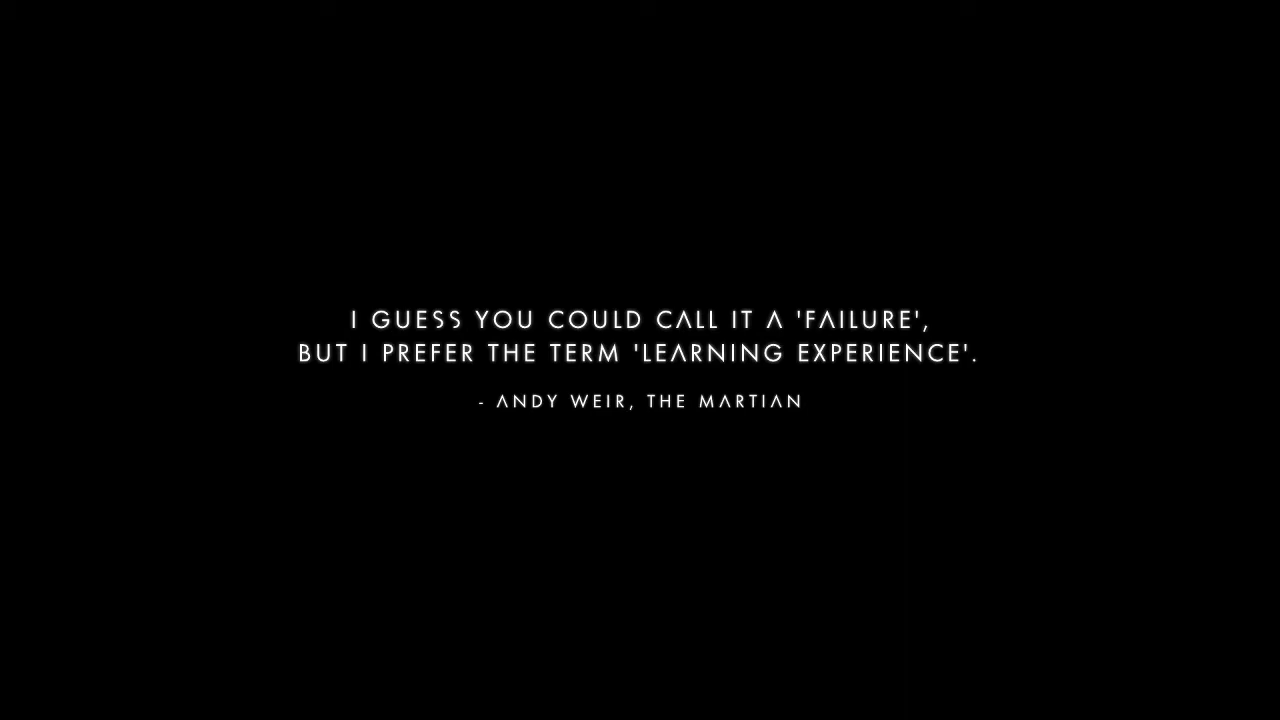 I GUESS YOU COULD CALL IT A 'FAILURE',
BUT I PREFER THE TERM 'LEARNING EXPERIENCE'.
- ANDY WEIR, THE MARTIAN